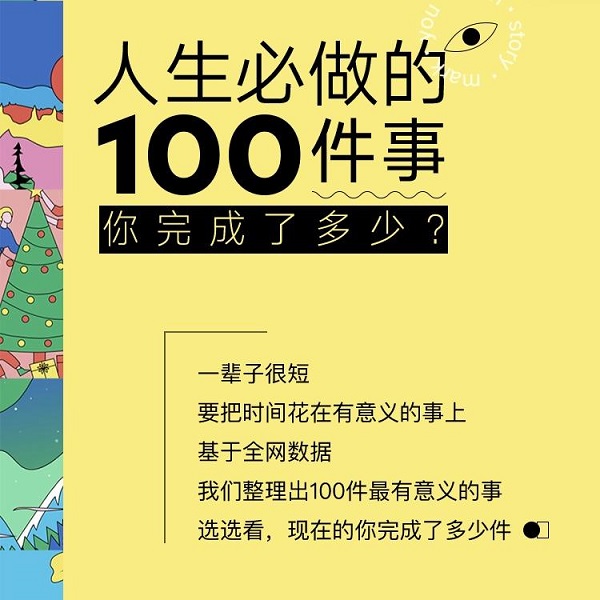 story
人生必做的
100件事
你完成了多少?
一辈子很短
要把时间花在有意义的事上
基于全网数据
我们整理出100件最有意义的事
选选看，现在的你完成了多少件